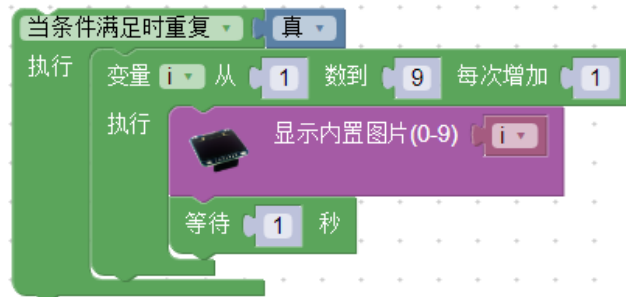 当条件满足时重复 真
执行 变量 i 从 1 数到 9 每次增加 1
执行 显示内置图片(0-9) i
等待 1 秒